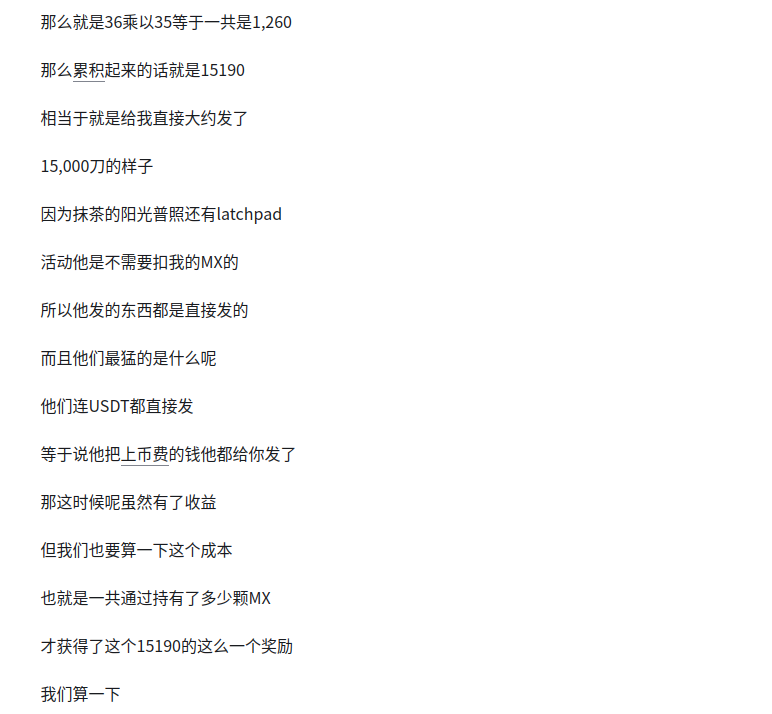 那么就是36乘以35等于一共是1,260
那么累积起来的话就是15190
相当于就是给我直接大约发了
15,000刀的样子
因为抹茶的阳光普照还有latchpad
活动他是不需要扣我的MX的
所以他发的东西都是直接发的
而且他们最猛的是什么呢
他们连USDT都直接发
等于说他把上币费的钱他都给你发了
那这时候呢虽然有了收益
但我们也要算一下这个成本
也就是一共通过持有了多少颗MX
才获得了这个15190的这么一个奖励
我们算一下